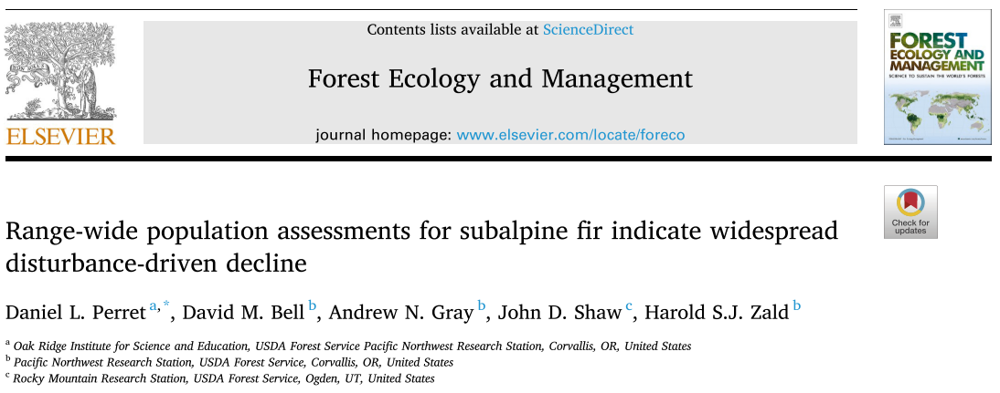 Contents lists available at ScienceDirect
Forest Ecology and Management
journal homepage: www.elsevier.com/locate/foreco
ELSEVIER
FOREST
ECOLOGY AND
MANAGEMENT
SCIENCE TO SUSTAIN THE WORLD'S FORESTS
Check for
updates
Range-wide population assessments for subalpine fir indicate widespread
disturbance-driven decline
Daniel L. Perret a,*, David M. Bell b, Andrew N. Gray b, John D. Shaw c, Harold S.J. Zald b
a Oak Ridge Institute for Science and Education, USDA Forest Service Pacific Northwest Research Station, Corvallis, OR, United States
b Pacific Northwest Research Station, USDA Forest Service, Corvallis, OR, United States
c Rocky Mountain Research Station, USDA Forest Service, Ogden, UT, United States